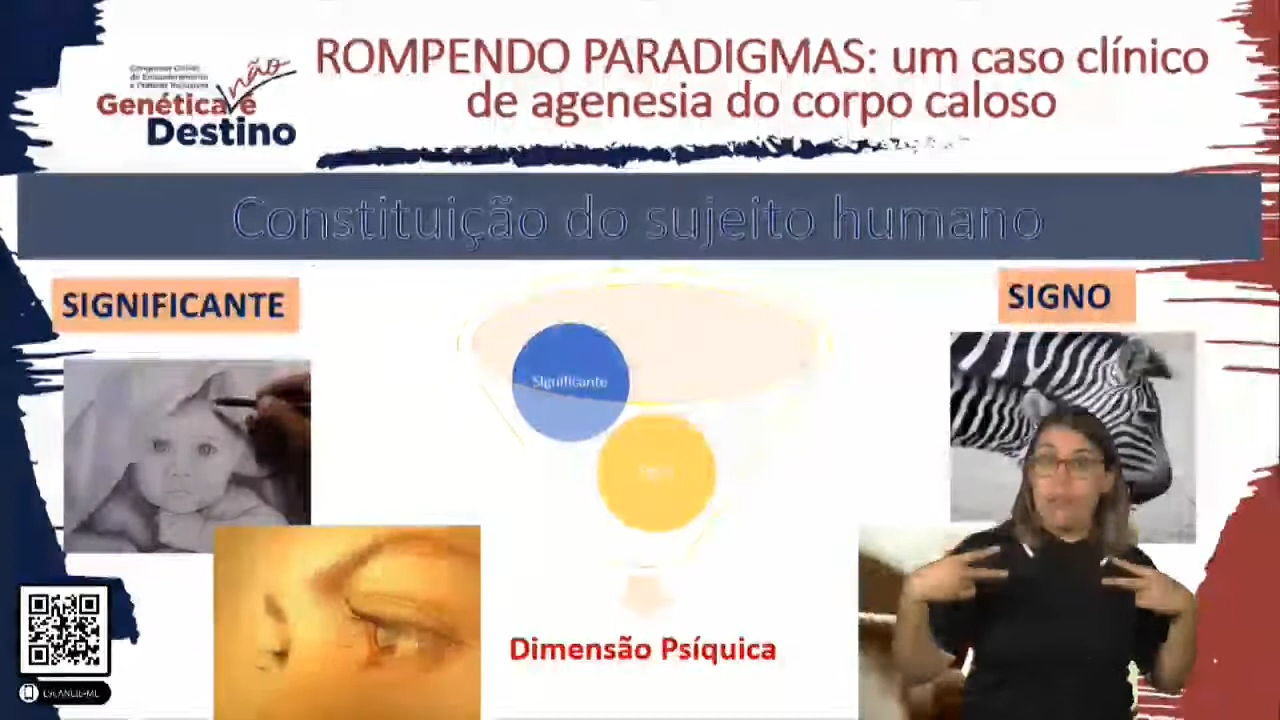 ROMPENDO PARADIGMAS: um caso clínico
de agenesia do corpo caloso
não
Genética é
Destino
Constituição do sujeito humano
SIGNIFICANTE
SIGNO
Significante
Dimensão Psíquica